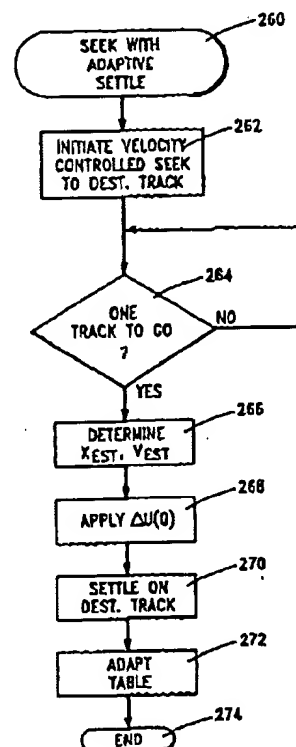 260
SEEK WITH
ADAPTIVE
SETTLE
262
INITIATE VELOCITY
CONTROLLED SEEK
TO DEST. TRACK
264
ONE
TRACK TO GO
?
NO
YES
266
DETERMINE
XEST, VEST
268
APPLY ΔU(0)
270
SETTLE ON
DEST. TRACK
272
ADAPT
TABLE
274
END